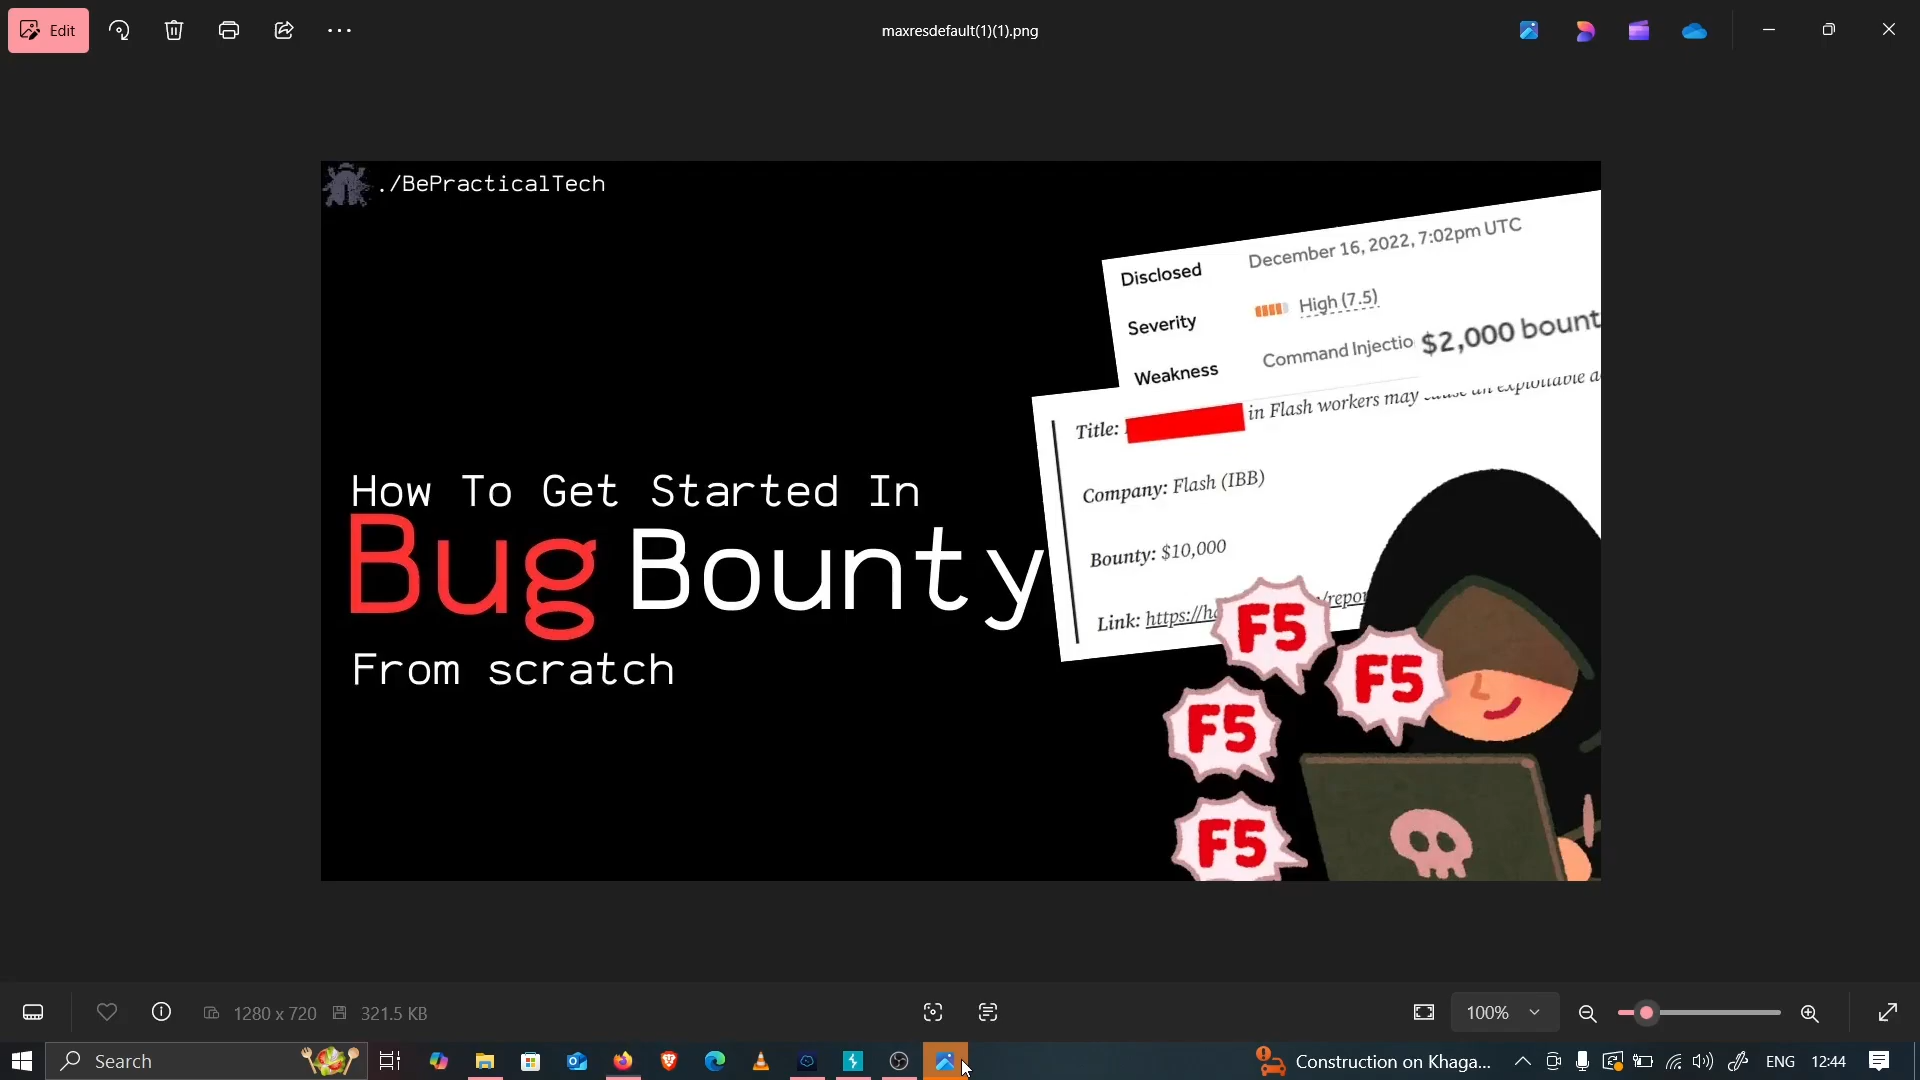 Edit
maxresdefault(1)(1).png
./BePracticalTech
Disclosed December 16, 2022, 7:02pm UTC
Severity High (7.5)
Weakness Command Injectio $2,000 bount
Title: in Flash workers may
Company: Flash (IBB)
Bounty: $10,000
Link: https://h /repor
How To Get Started In
Bug Bounty
From scratch
F5
F5
F5
F5
1280 x 720 321.5 KB
100%
Search
Construction on Khaga...
ENG 12:44